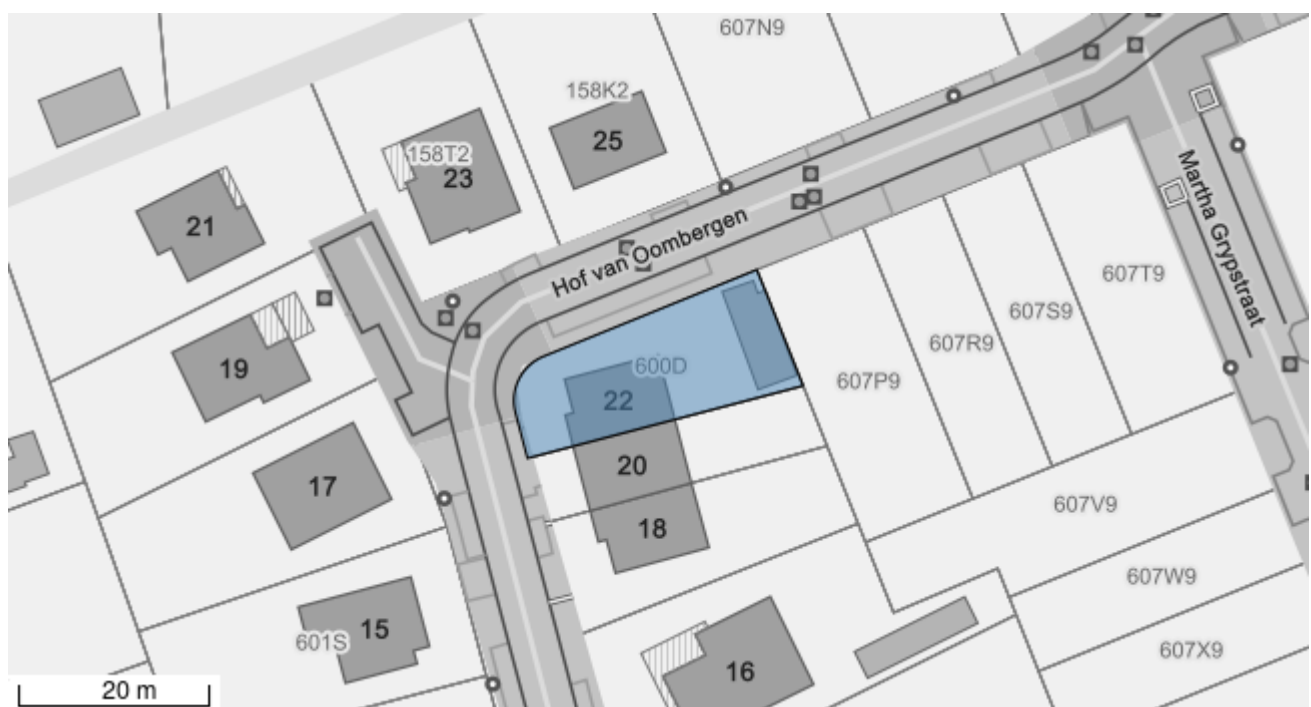 607N9
158K2
25
158T2
23
21
Hof van Oombergen
Martha Grypstraat
607T9
607S9
607R9
607P9
600D
22
19
20
17
18
607V9
607W9
607X9
15
601S
16
20 m